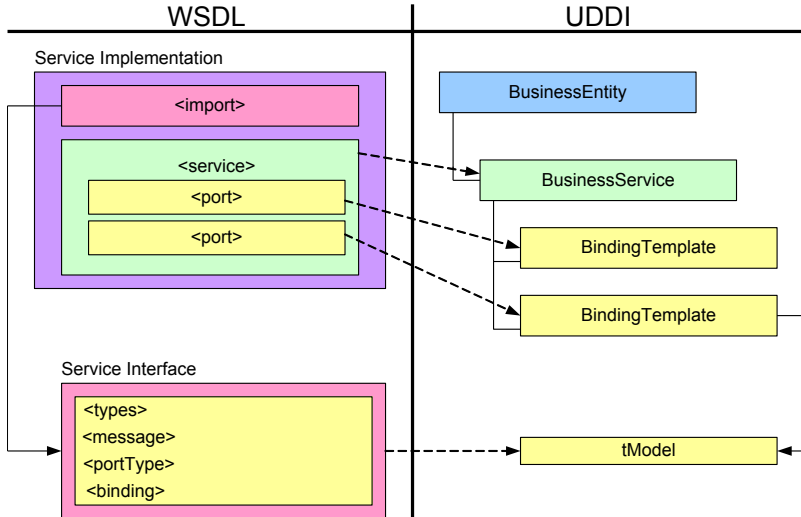 WSDL
UDDI
Service Implementation
<import>
<service>
<port>
<port>
BusinessEntity
BusinessService
BindingTemplate
BindingTemplate
Service Interface
<types>
<message>
<portType>
<binding>
tModel